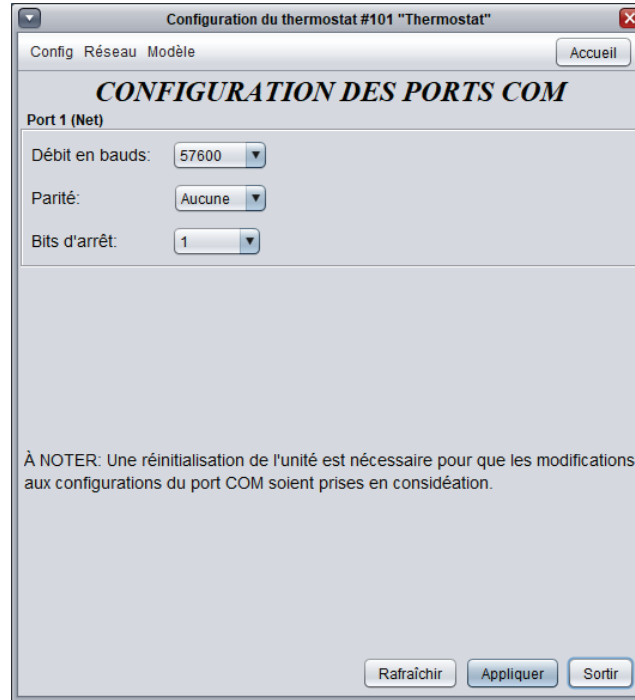 Configuration du thermostat #101 "Thermostat"
Config Réseau Modèle Accueil
CONFIGURATION DES PORTS COM
Port 1 (Net)
Débit en bauds: 57600
Parité: Aucune
Bits d'arrêt: 1
À NOTER: Une réinitialisation de l'unité est nécessaire pour que les modifications
aux configurations du port COM soient prises en considéation.
Rafraîchir Appliquer Sortir